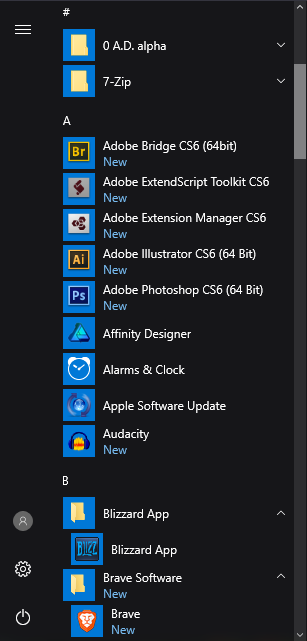 #
0 A.D. alpha
7-Zip
A
Br
Adobe Bridge CS6 (64bit)
New
Adobe ExtendScript Toolkit CS6
New
Adobe Extension Manager CS6
New
Ai
Adobe Illustrator CS6 (64 Bit)
New
Ps
Adobe Photoshop CS6 (64 Bit)
New
Affinity Designer
Alarms & Clock
Apple Software Update
Audacity
New
B
Blizzard App
BLIZZ
Blizzard App
Brave Software
New
Brave
New